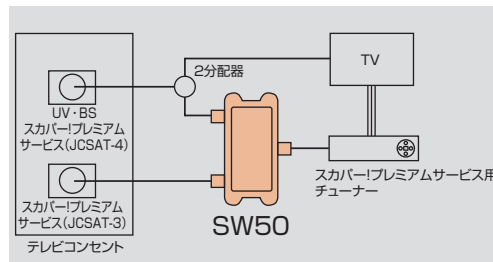 2分配器
TV
UV・BS
スカパー!プレミアム
サービス(JCSAT-4)
スカパー!プレミアムサービス用
チューナー
スカパー!プレミアム
サービス(JCSAT-3)
SW50
テレビコンセント